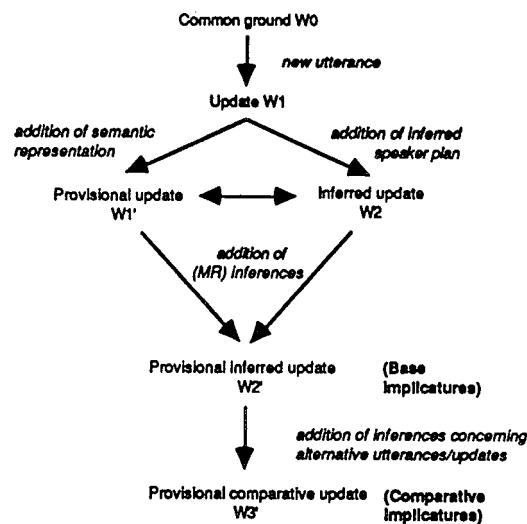 Common ground W0
new utterance
Update W1
addition of semantic
representation
addition of inferred
speaker plan
Provisional update
W1'
Inferred update
W2
addition of
(MR) inferences
Provisional inferred update
W2'
(Base
implicatures)
addition of inferences concerning
alternative utterances/updates
Provisional comparative update
W3'
(Comparative
implicatures)